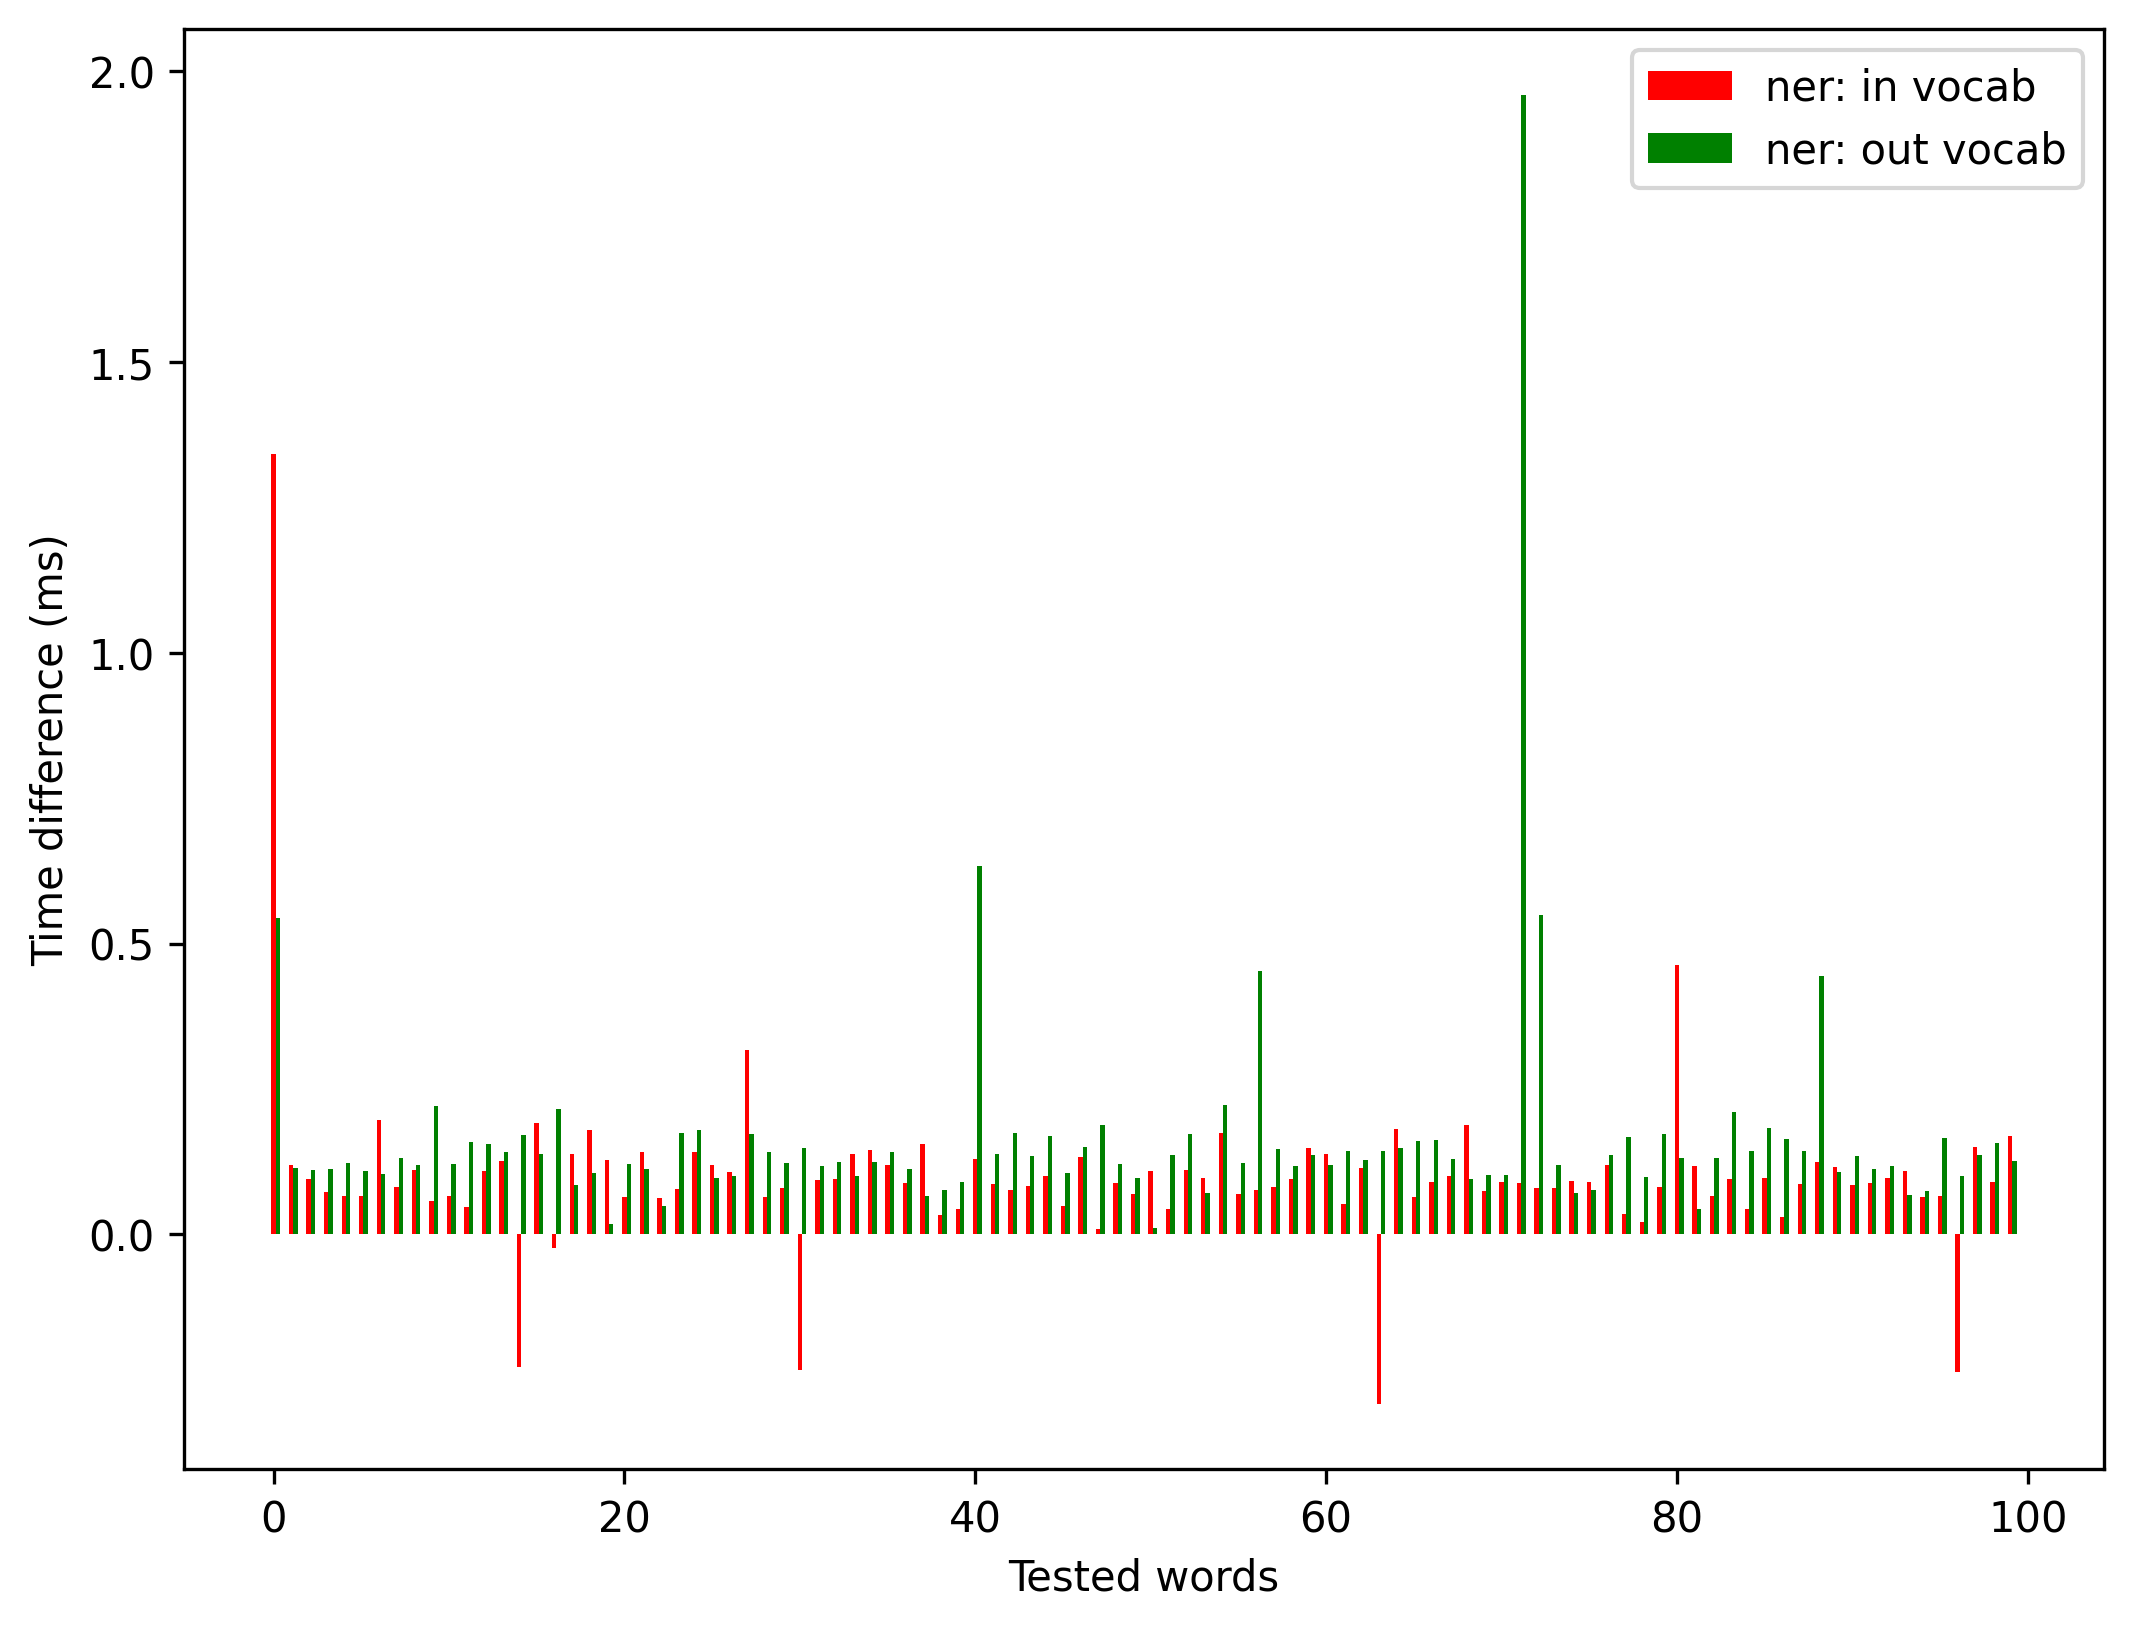 2.0
1.5
1.0
0.5
0.0
Time difference (ms)
ner: in vocab
ner: out vocab
0 20 40 60 80 100
Tested words